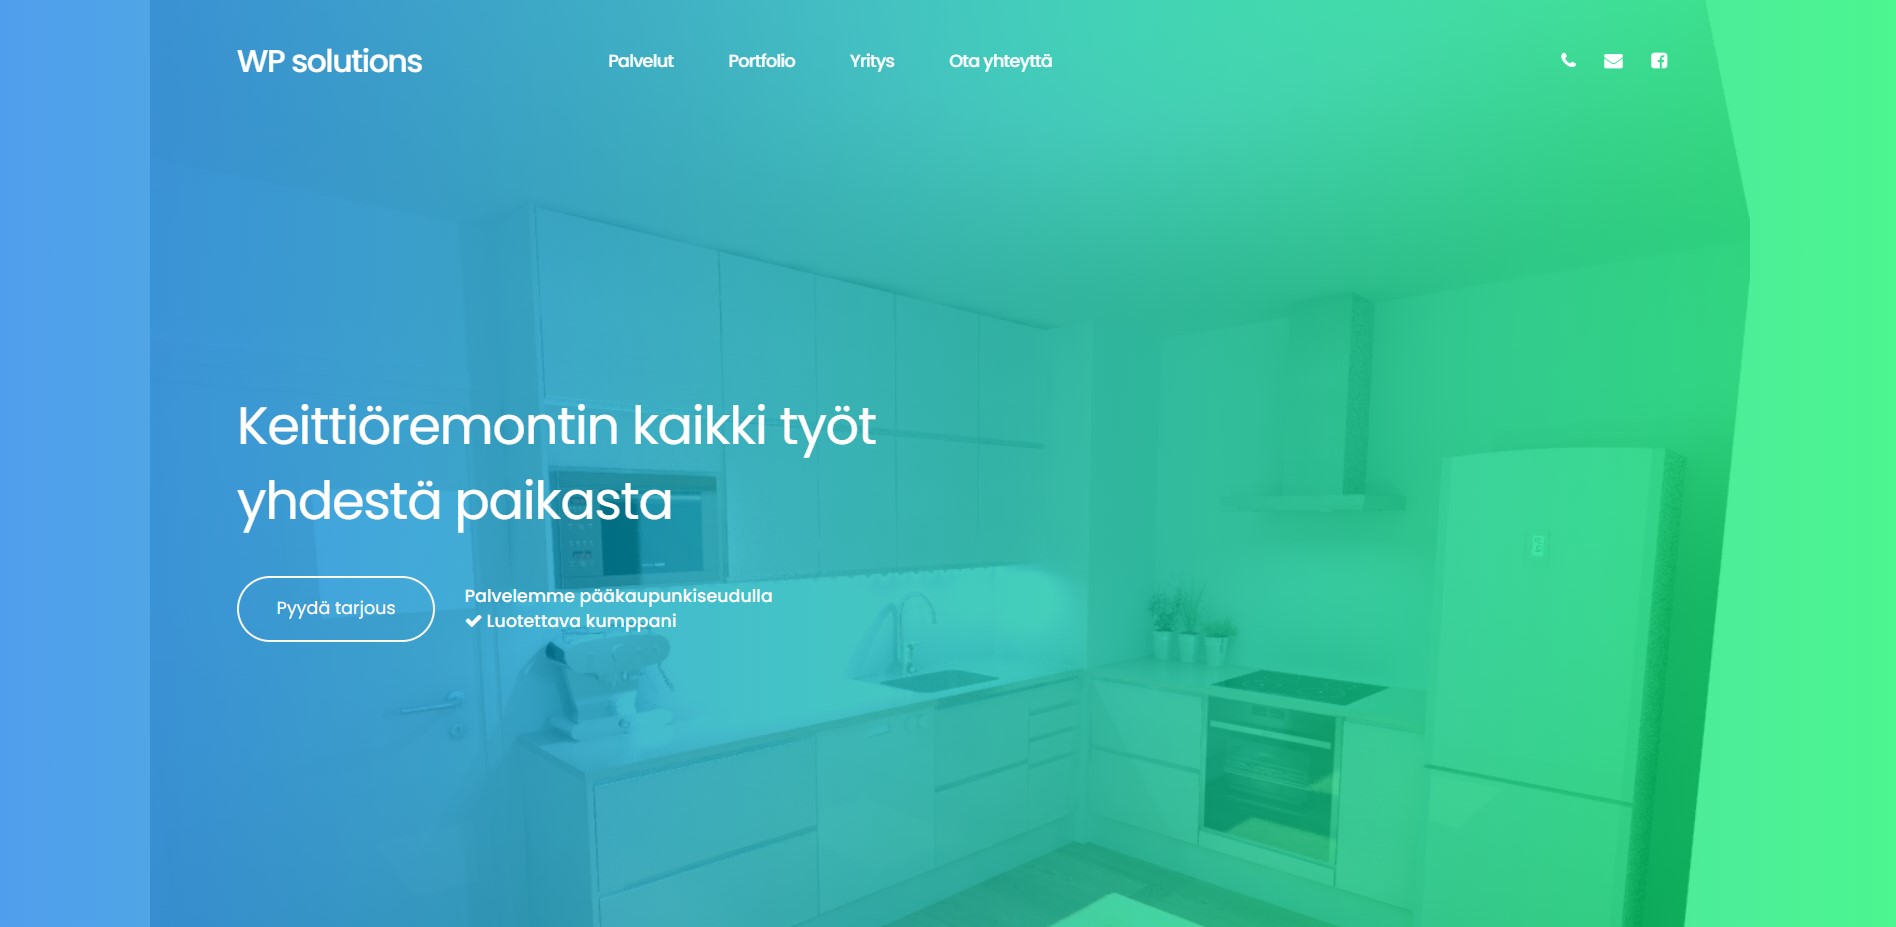 WP solutions
Palvelut
Portfolio
Yritys
Ota yhteyttä
Keittiöremontin kaikki työt
yhdestä paikasta
Pyydä tarjous
Palvelemme pääkaupunkiseudulla
Luotettava kumppani